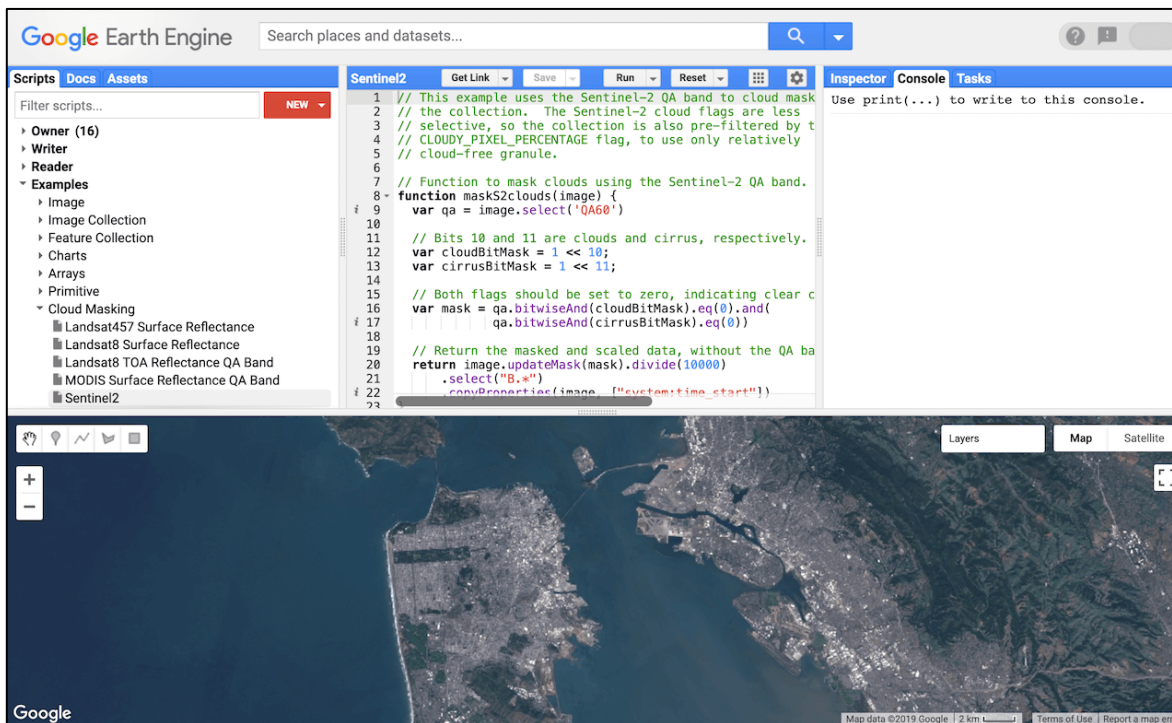 Google Earth Engine
Search places and datasets...
Scripts Docs Assets
Filter scripts...
NEW
Owner (16)
Writer
Reader
Examples
Image
Image Collection
Feature Collection
Charts
Arrays
Primitive
Cloud Masking
Landsat457 Surface Reflectance
Landsat8 Surface Reflectance
Landsat8 TOA Reflectance QA Band
MODIS Surface Reflectance QA Band
Sentinel2
Sentinel2 Get Link Save Run Reset
1 // This example uses the Sentinel-2 QA band to cloud mask
2 // the collection.  The Sentinel-2 cloud flags are less
3 // selective, so the collection is also pre-filtered by t
4 // CLOUDY_PIXEL_PERCENTAGE flag, to use only relatively
5 // cloud-free granule.
6
7 // Function to mask clouds using the Sentinel-2 QA band.
8 function maskS2clouds(image) {
i 9 var qa = image.select('QA60')
10
11 // Bits 10 and 11 are clouds and cirrus, respectively.
12 var cloudBitMask = 1 << 10;
13 var cirrusBitMask = 1 << 11;
14
15 // Both flags should be set to zero, indicating clear c
16 var mask = qa.bitwiseAnd(cloudBitMask).eq(0).and(
i 17 qa.bitwiseAnd(cirrusBitMask).eq(0))
18
19 // Return the masked and scaled data, without the QA ba
20 return image.updateMask(mask).divide(10000)
21 .select("B.*")
i 22 .copyProperties(image, ["system:time_start"])
23
Inspector Console Tasks
Use print(...) to write to this console.
Layers
Map Satellite
Google
Map data ©2019 Google 2 km Terms of Use Report a map en